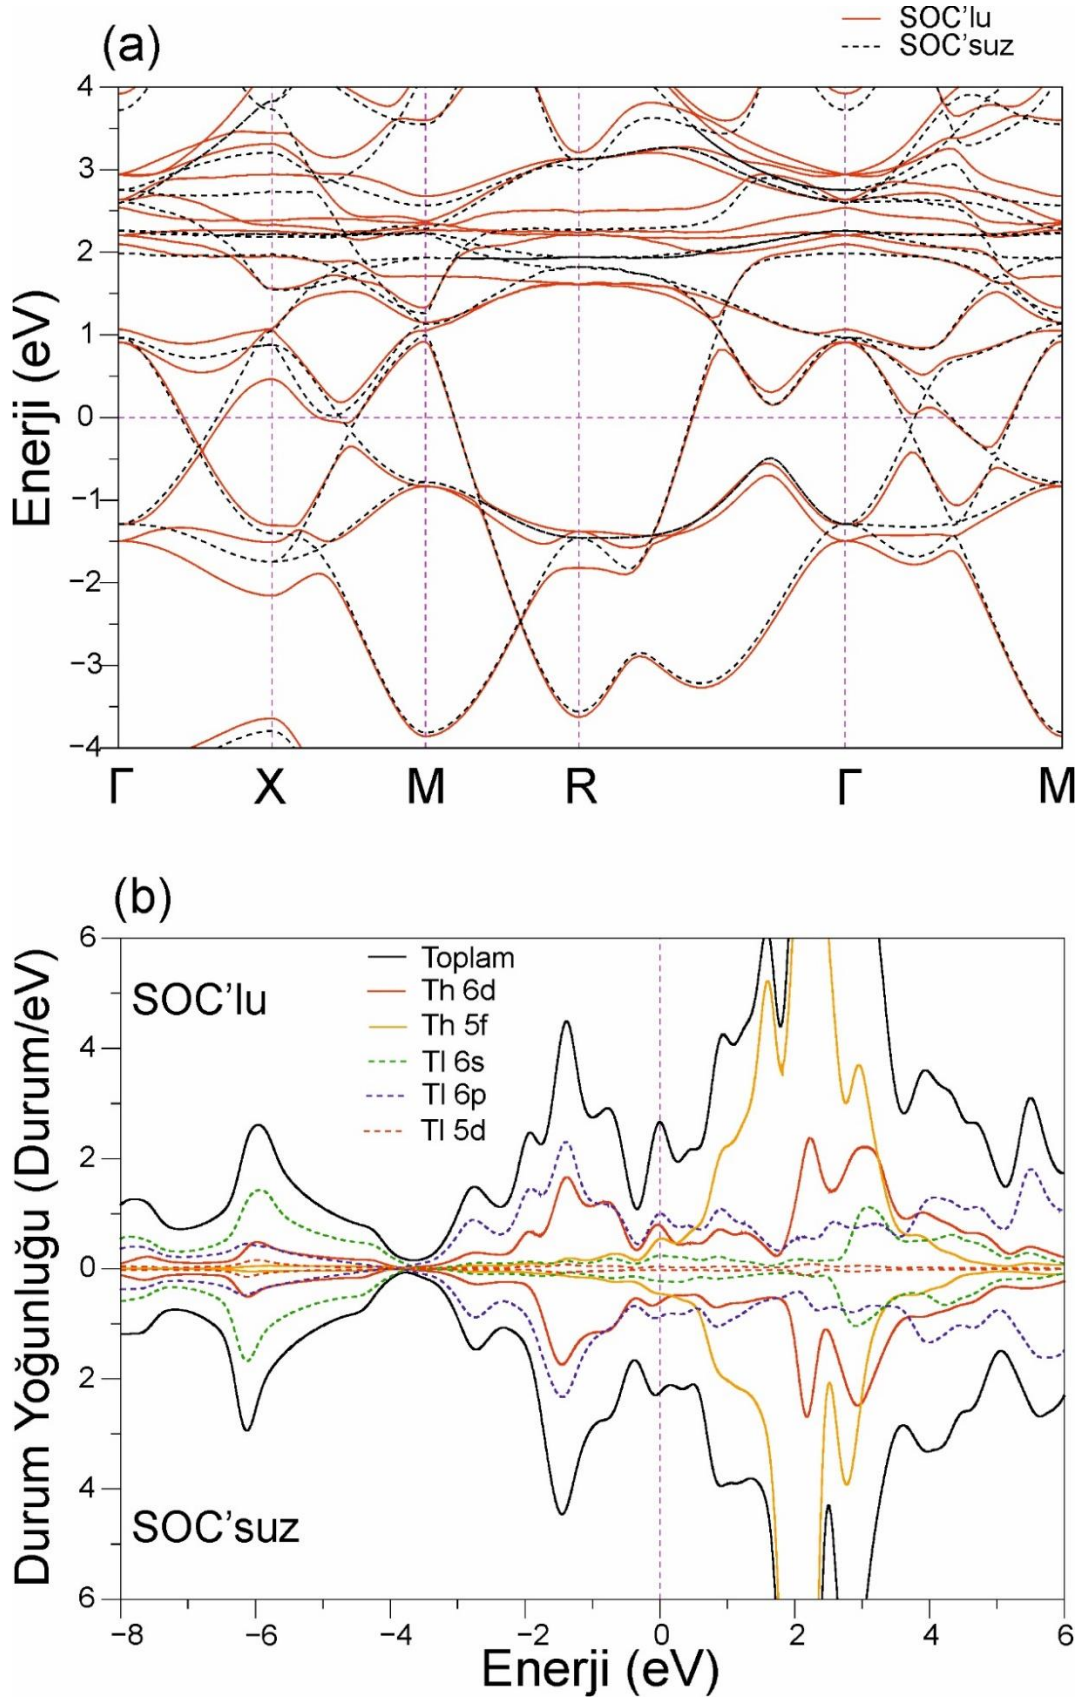 (a)
SOC'lu
SOC'suz
Enerji (eV)
4
3
2
1
0
−1
−2
−3
−4
Γ X M R Γ M
(b)
Durum Yoğunluğu (Durum/eV)
6
4
2
0
2
4
6
SOC'lu
Toplam
Th 6d
Th 5f
Tl 6s
Tl 6p
Tl 5d
SOC'suz
−8 −6 −4 −2 0 2 4 6
Enerji (eV)